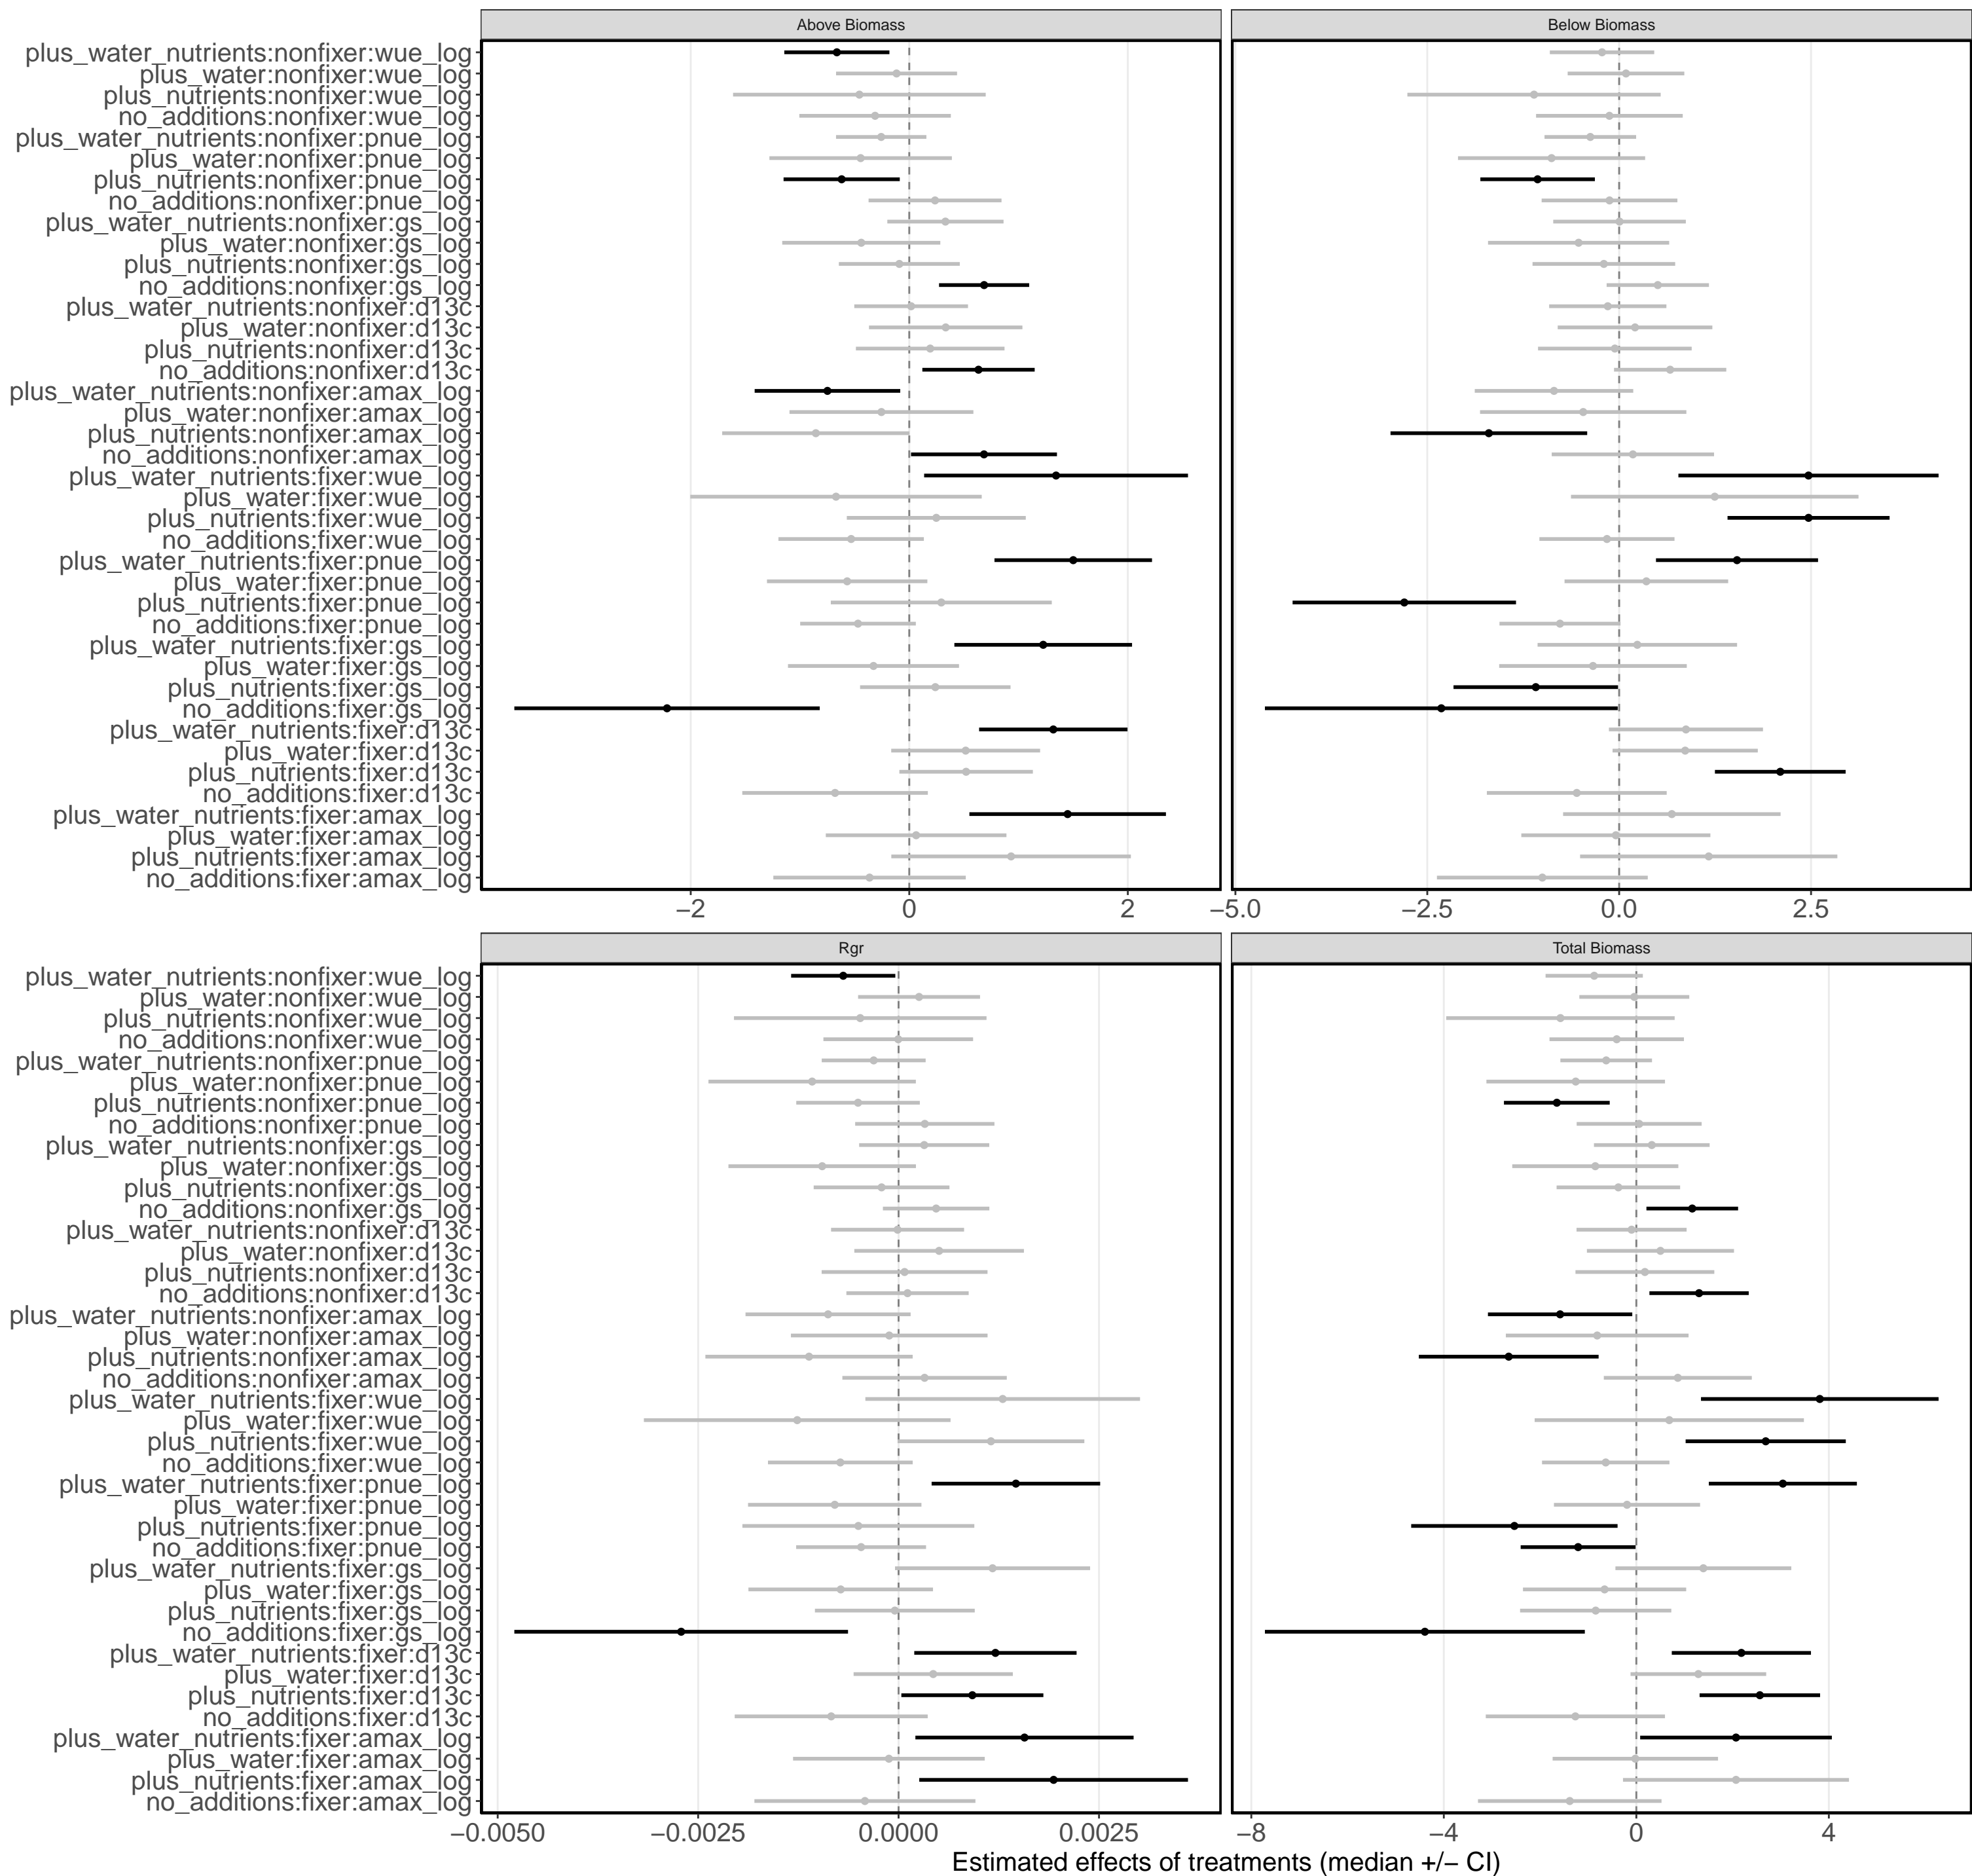 Above Biomass
Below Biomass
plus_water_nutrients:nonfixer:wue_log
plus_water:nonfixer:wue_log
plus_nutrients:nonfixer:wue_log
no_additions:nonfixer:wue_log
plus_water_nutrients:nonfixer:pnue_log
plus_water:nonfixer:pnue_log
plus_nutrients:nonfixer:pnue_log
no_additions:nonfixer:pnue_log
plus_water_nutrients:nonfixer:gs_log
plus_water:nonfixer:gs_log
plus_nutrients:nonfixer:gs_log
no_additions:nonfixer:gs_log
plus_water_nutrients:nonfixer:d13c
plus_water:nonfixer:d13c
plus_nutrients:nonfixer:d13c
no_additions:nonfixer:d13c
plus_water_nutrients:nonfixer:amax_log
plus_water:nonfixer:amax_log
plus_nutrients:nonfixer:amax_log
no_additions:nonfixer:amax_log
plus_water_nutrients:fixer:wue_log
plus_water:fixer:wue_log
plus_nutrients:fixer:wue_log
no_additions:fixer:wue_log
plus_water_nutrients:fixer:pnue_log
plus_water:fixer:pnue_log
plus_nutrients:fixer:pnue_log
no_additions:fixer:pnue_log
plus_water_nutrients:fixer:gs_log
plus_water:fixer:gs_log
plus_nutrients:fixer:gs_log
no_additions:fixer:gs_log
plus_water_nutrients:fixer:d13c
plus_water:fixer:d13c
plus_nutrients:fixer:d13c
no_additions:fixer:d13c
plus_water_nutrients:fixer:amax_log
plus_water:fixer:amax_log
plus_nutrients:fixer:amax_log
no_additions:fixer:amax_log
−2 0 2
−5.0 −2.5 0.0 2.5
Rgr
Total Biomass
plus_water_nutrients:nonfixer:wue_log
plus_water:nonfixer:wue_log
plus_nutrients:nonfixer:wue_log
no_additions:nonfixer:wue_log
plus_water_nutrients:nonfixer:pnue_log
plus_water:nonfixer:pnue_log
plus_nutrients:nonfixer:pnue_log
no_additions:nonfixer:pnue_log
plus_water_nutrients:nonfixer:gs_log
plus_water:nonfixer:gs_log
plus_nutrients:nonfixer:gs_log
no_additions:nonfixer:gs_log
plus_water_nutrients:nonfixer:d13c
plus_water:nonfixer:d13c
plus_nutrients:nonfixer:d13c
no_additions:nonfixer:d13c
plus_water_nutrients:nonfixer:amax_log
plus_water:nonfixer:amax_log
plus_nutrients:nonfixer:amax_log
no_additions:nonfixer:amax_log
plus_water_nutrients:fixer:wue_log
plus_water:fixer:wue_log
plus_nutrients:fixer:wue_log
no_additions:fixer:wue_log
plus_water_nutrients:fixer:pnue_log
plus_water:fixer:pnue_log
plus_nutrients:fixer:pnue_log
no_additions:fixer:pnue_log
plus_water_nutrients:fixer:gs_log
plus_water:fixer:gs_log
plus_nutrients:fixer:gs_log
no_additions:fixer:gs_log
plus_water_nutrients:fixer:d13c
plus_water:fixer:d13c
plus_nutrients:fixer:d13c
no_additions:fixer:d13c
plus_water_nutrients:fixer:amax_log
plus_water:fixer:amax_log
plus_nutrients:fixer:amax_log
no_additions:fixer:amax_log
−0.0050 −0.0025 0.0000 0.0025
−8 −4 0 4
Estimated effects of treatments (median +/− CI)